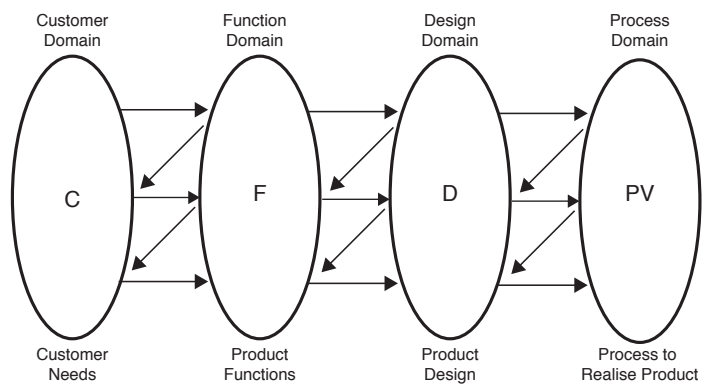 Customer
Domain
Function
Domain
Design
Domain
Process
Domain
C
F
D
PV
Customer
Needs
Product
Functions
Product
Design
Process to
Realise Product